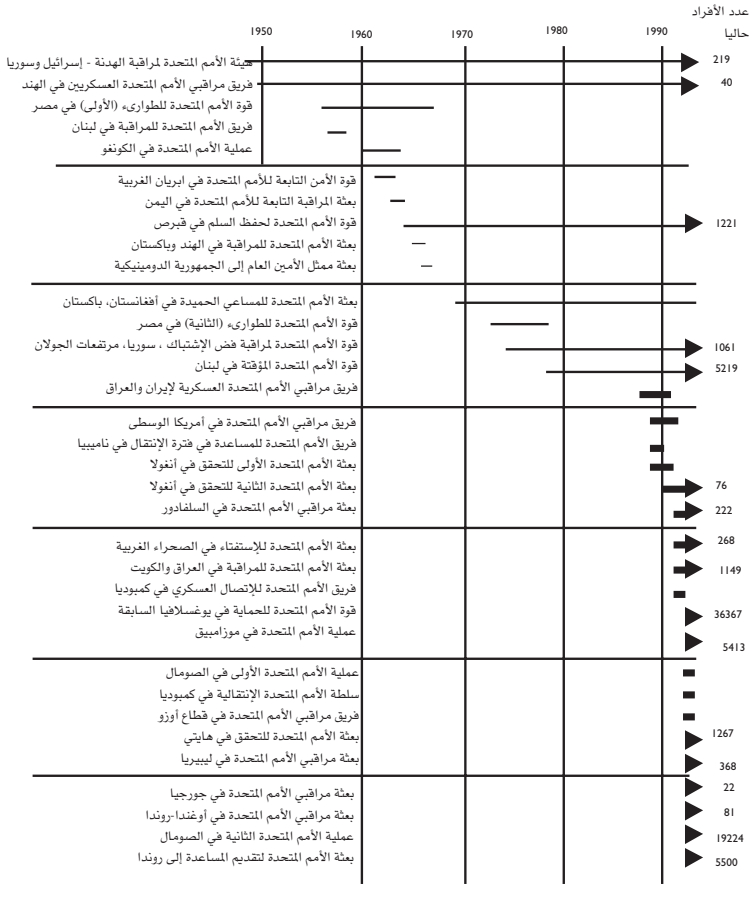 عدد الأفراد
حاليا
1950 1960 1970 1980 1990
هيئة الأمم المتحدة لمراقبة الهدنة - إسرائيل وسوريا 219
فريق مراقبي الأمم المتحدة العسكريين في الهند 40
قوة الأمم المتحدة للطوارىء (الأولى) في مصر
فريق الأمم المتحدة للمراقبة في لبنان
عملية الأمم المتحدة في الكونغو
قوة الأمن التابعة للأمم المتحدة في ابريان الغربية
بعثة المراقبة التابعة للأمم المتحدة في اليمن
قوة الأمم المتحدة لحفظ السلم في قبرص 1221
بعثة الأمم المتحدة للمراقبة في الهند وباكستان
بعثة ممثل الأمين العام إلى الجمهورية الدومينيكية
بعثة الأمم المتحدة للمساعي الحميدة في أفغانستان، باكستان
قوة الأمم المتحدة للطوارىء (الثانية) في مصر
قوة الأمم المتحدة لمراقبة فض الإشتباك ، سوريا، مرتفعات الجولان 1061
قوة الأمم المتحدة المؤقتة في لبنان 5219
فريق مراقبي الأمم المتحدة العسكرية لإيران والعراق
فريق مراقبي الأمم المتحدة في أمريكا الوسطى
فريق الأمم المتحدة للمساعدة في فترة الإنتقال في ناميبيا
بعثة الأمم المتحدة الأولى للتحقق في أنغولا
بعثة الأمم المتحدة الثانية للتحقق في أنغولا 76
بعثة مراقبي الأمم المتحدة في السلفادور 222
بعثة الأمم المتحدة للإستفتاء في الصحراء الغربية 268
بعثة الأمم المتحدة للمراقبة في العراق والكويت 1149
فريق الأمم المتحدة للإتصال العسكري في كمبوديا
قوة الأمم المتحدة للحماية في يوغسلافيا السابقة 36367
عملية الأمم المتحدة في موزامبيق 5413
عملية الأمم المتحدة الأولى في الصومال
سلطة الأمم المتحدة الإنتقالية في كمبوديا
فريق مراقبي الأمم المتحدة في قطاع أوزو
بعثة الأمم المتحدة للتحقق في هايتي 1267
بعثة مراقبي الأمم المتحدة في ليبيريا 368
بعثة مراقبي الأمم المتحدة في جورجيا 22
بعثة مراقبي الأمم المتحدة في أوغندا-روندا 81
عملية الأمم المتحدة الثانية في الصومال 19224
بعثة الأمم المتحدة لتقديم المساعدة إلى روندا 5500